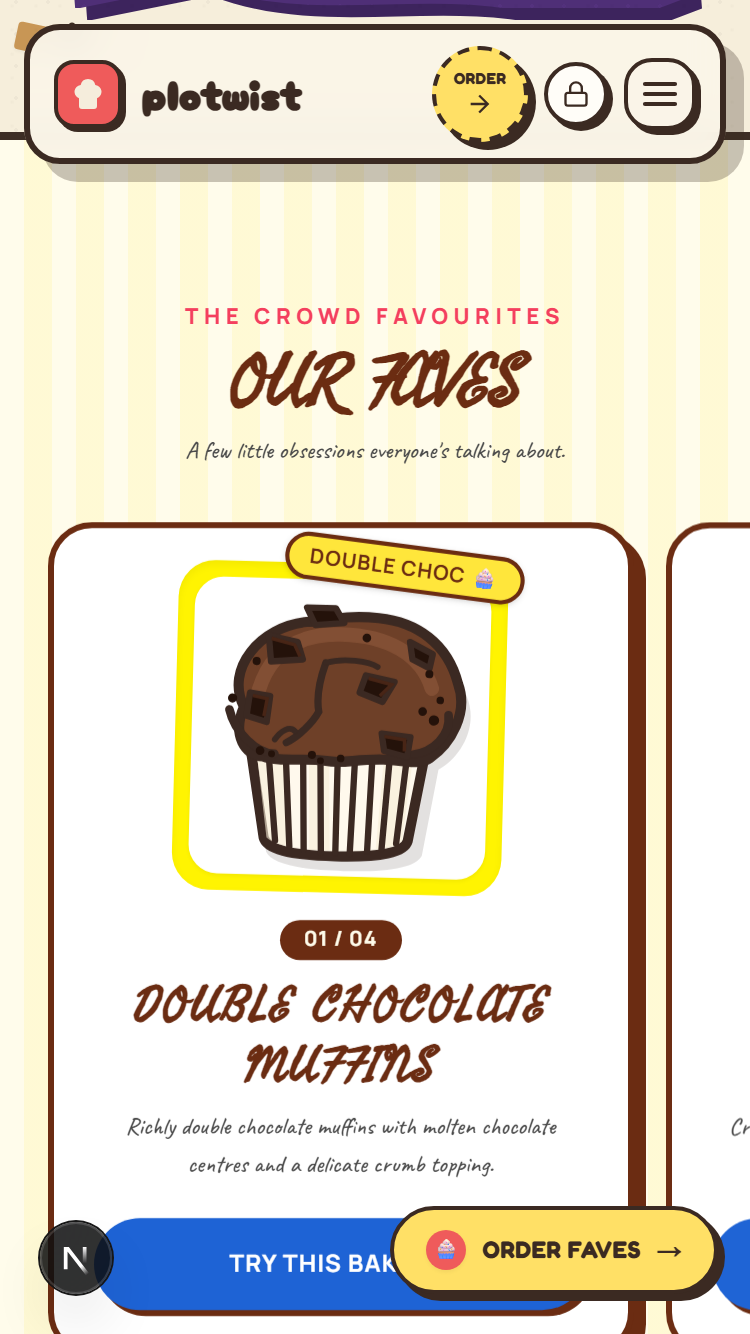 plotwist
ORDER
→
THE CROWD FAVOURITES
OUR FAVES
A few little obsessions everyone's talking about.
DOUBLE CHOC 🧁
01 / 04
DOUBLE CHOCOLATE
MUFFINS
Richly double chocolate muffins with molten chocolate
centres and a delicate crumb topping.
Cr
TRY THIS BAK
🧁 ORDER FAVES →
N